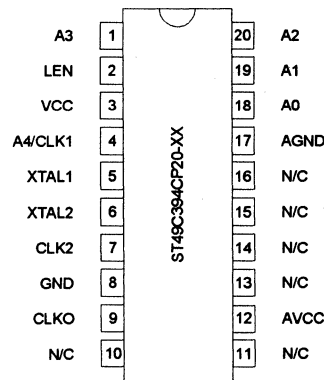 A3 1 20 A2
LEN 2 19 A1
VCC 3 18 A0
A4/CLK1 4 17 AGND
XTAL1 5 16 N/C
XTAL2 6 15 N/C
CLK2 7 14 N/C
GND 8 13 N/C
CLKO 9 12 AVCC
N/C 10 11 N/C
ST49C394CP20-XX